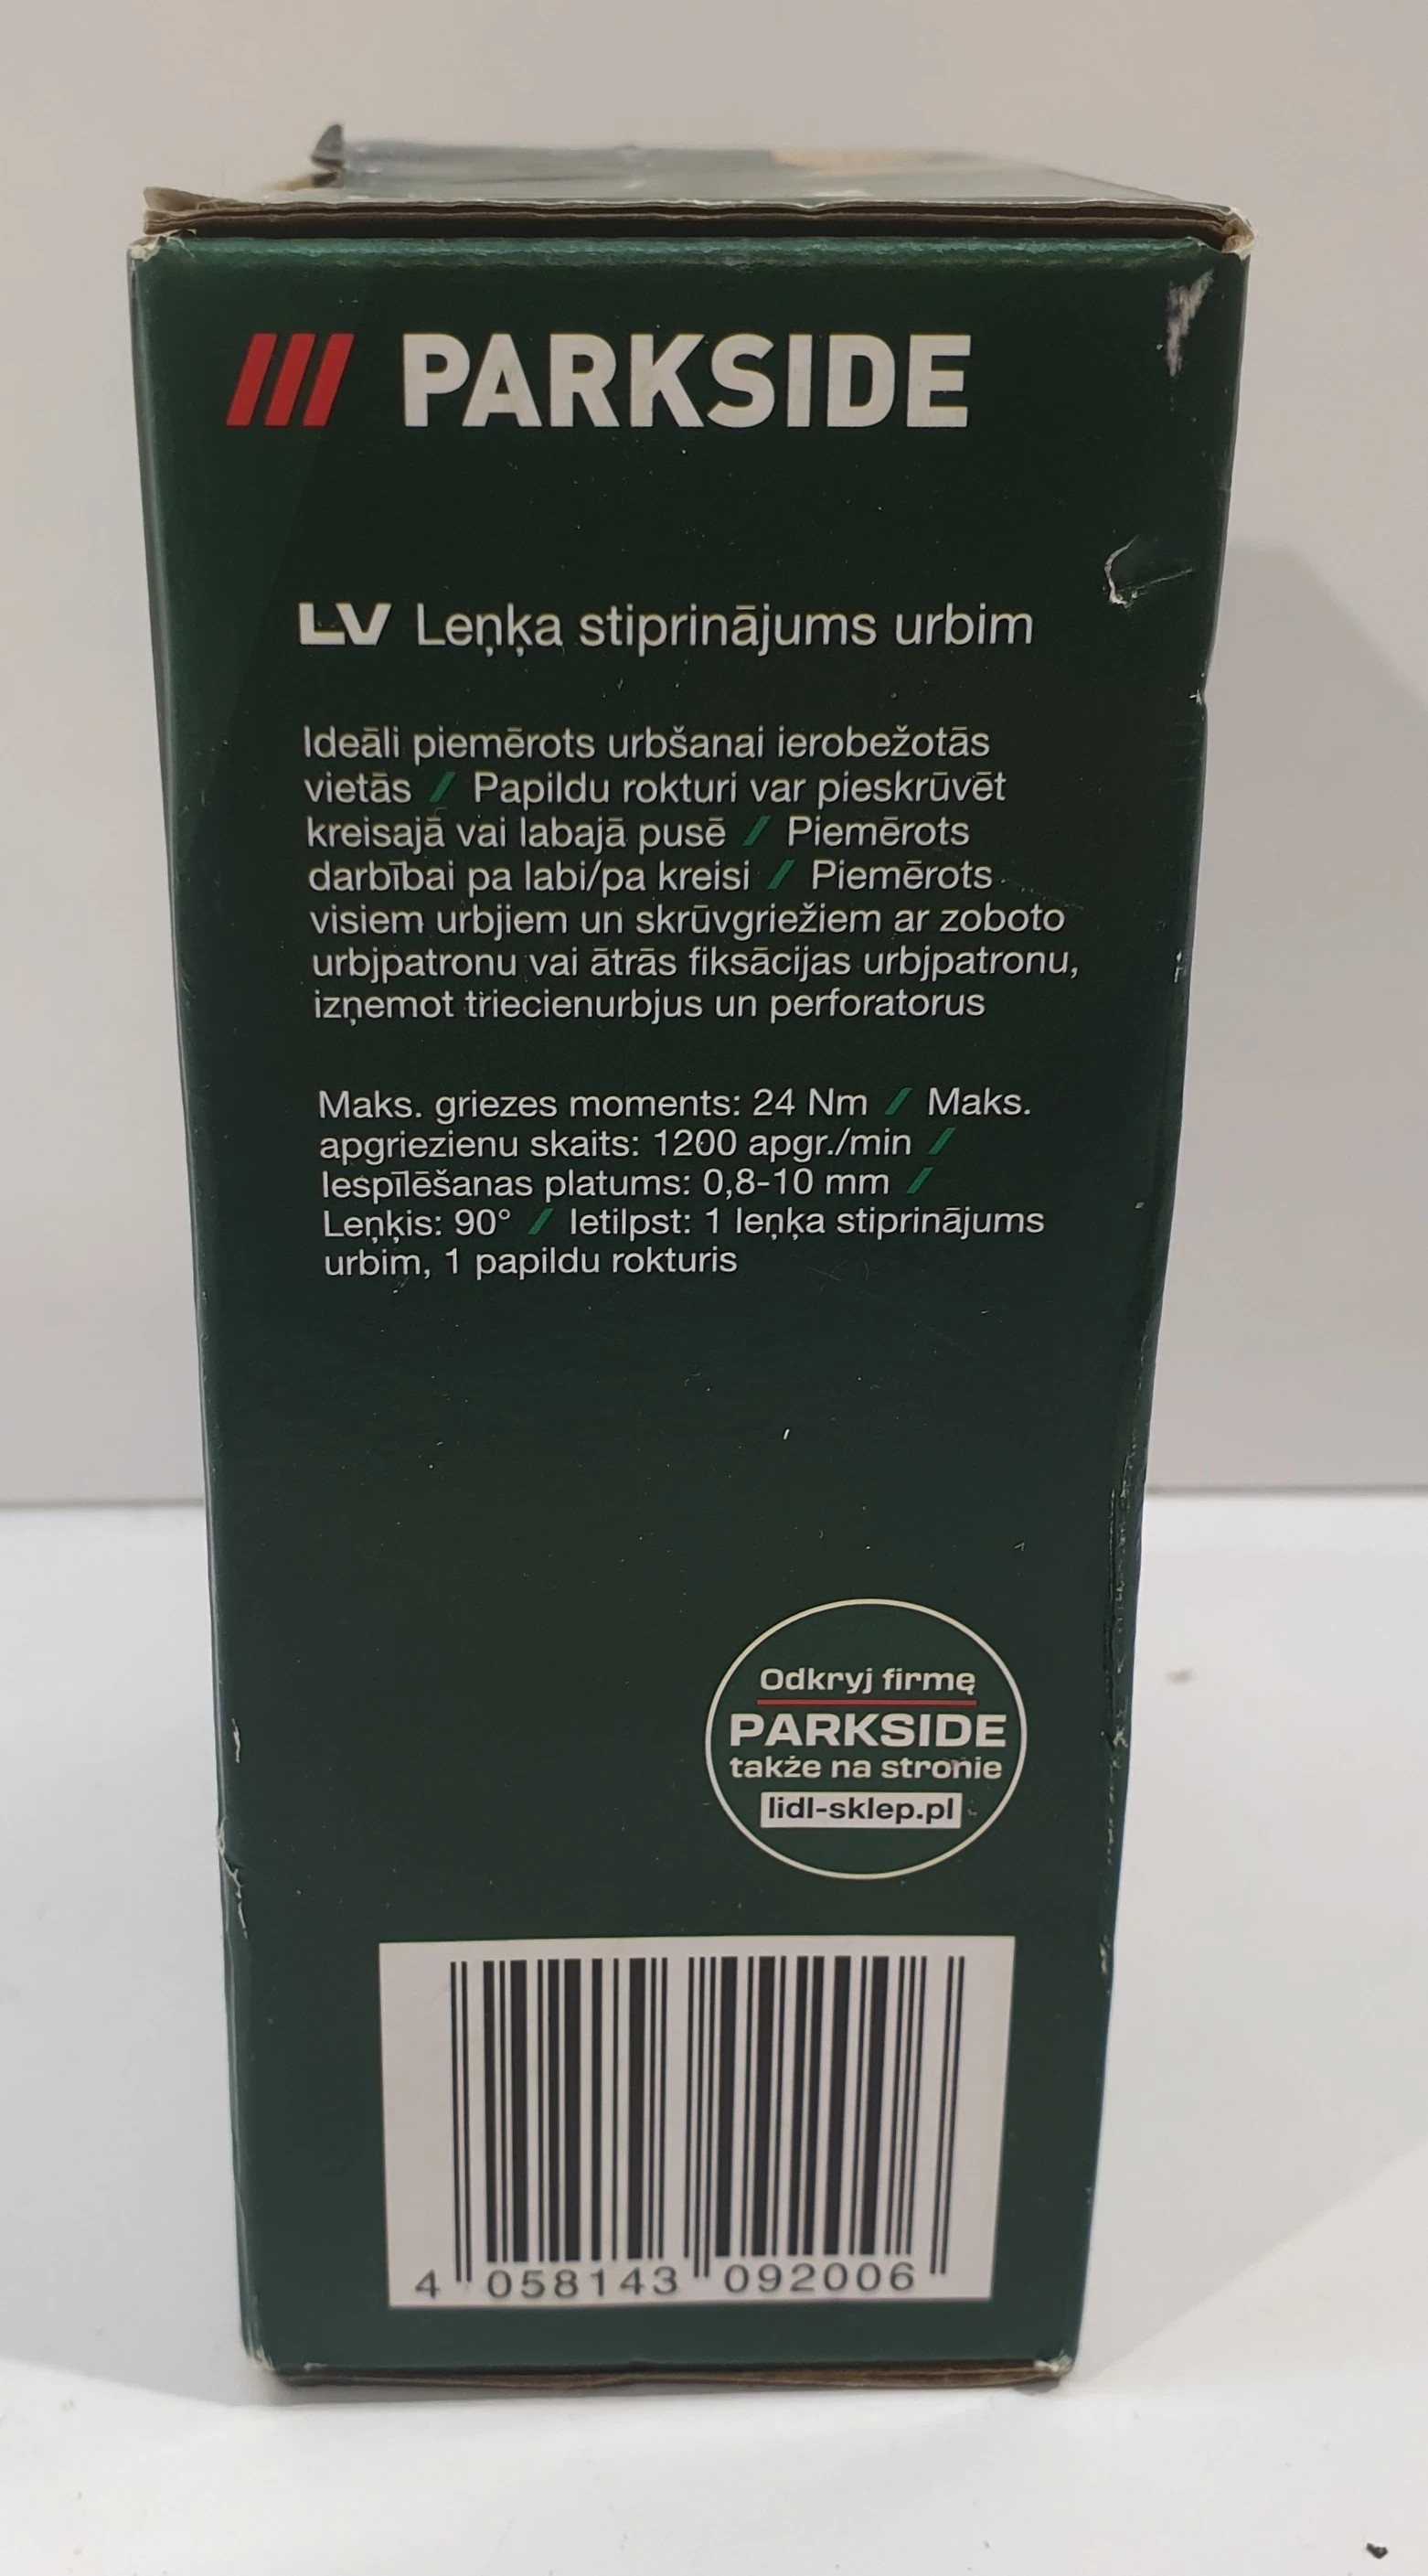 PARKSIDE
LV Leņķa stiprinājums urbim
Ideāli piemērots urbšanai ierobežotās
vietās / Papildu rokturi var pieskrūvēt
kreisajā vai labajā pusē / Piemērots
darbībai pa labi/pa kreisi / Piemērots
visiem urbjiem un skrūvgriežiem ar zoboto
urbjpatronu vai ātrās fiksācijas urbjpatronu,
izņemot triecienurbjus un perforatorus
Maks. griezes moments: 24 Nm / Maks.
apgriezienu skaits: 1200 apgr./min /
Iespīlēšanas platums: 0,8-10 mm /
Leņķis: 90° / Ietilpst: 1 leņķa stiprinājums
urbim, 1 papildu rokturis
Odkryj firmę
PARKSIDE
także na stronie
lidl-sklep.pl
4 058143 092006